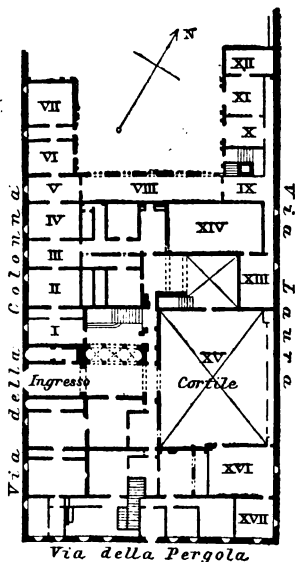 N
XII
VII
XI
VI
X
V
VIII
IX
IV
XIV
III
XIII
II
I
XV
Ingresso
Cortile
XVI
XVII
Via della Colonna
Via Laura
Via della Pergola